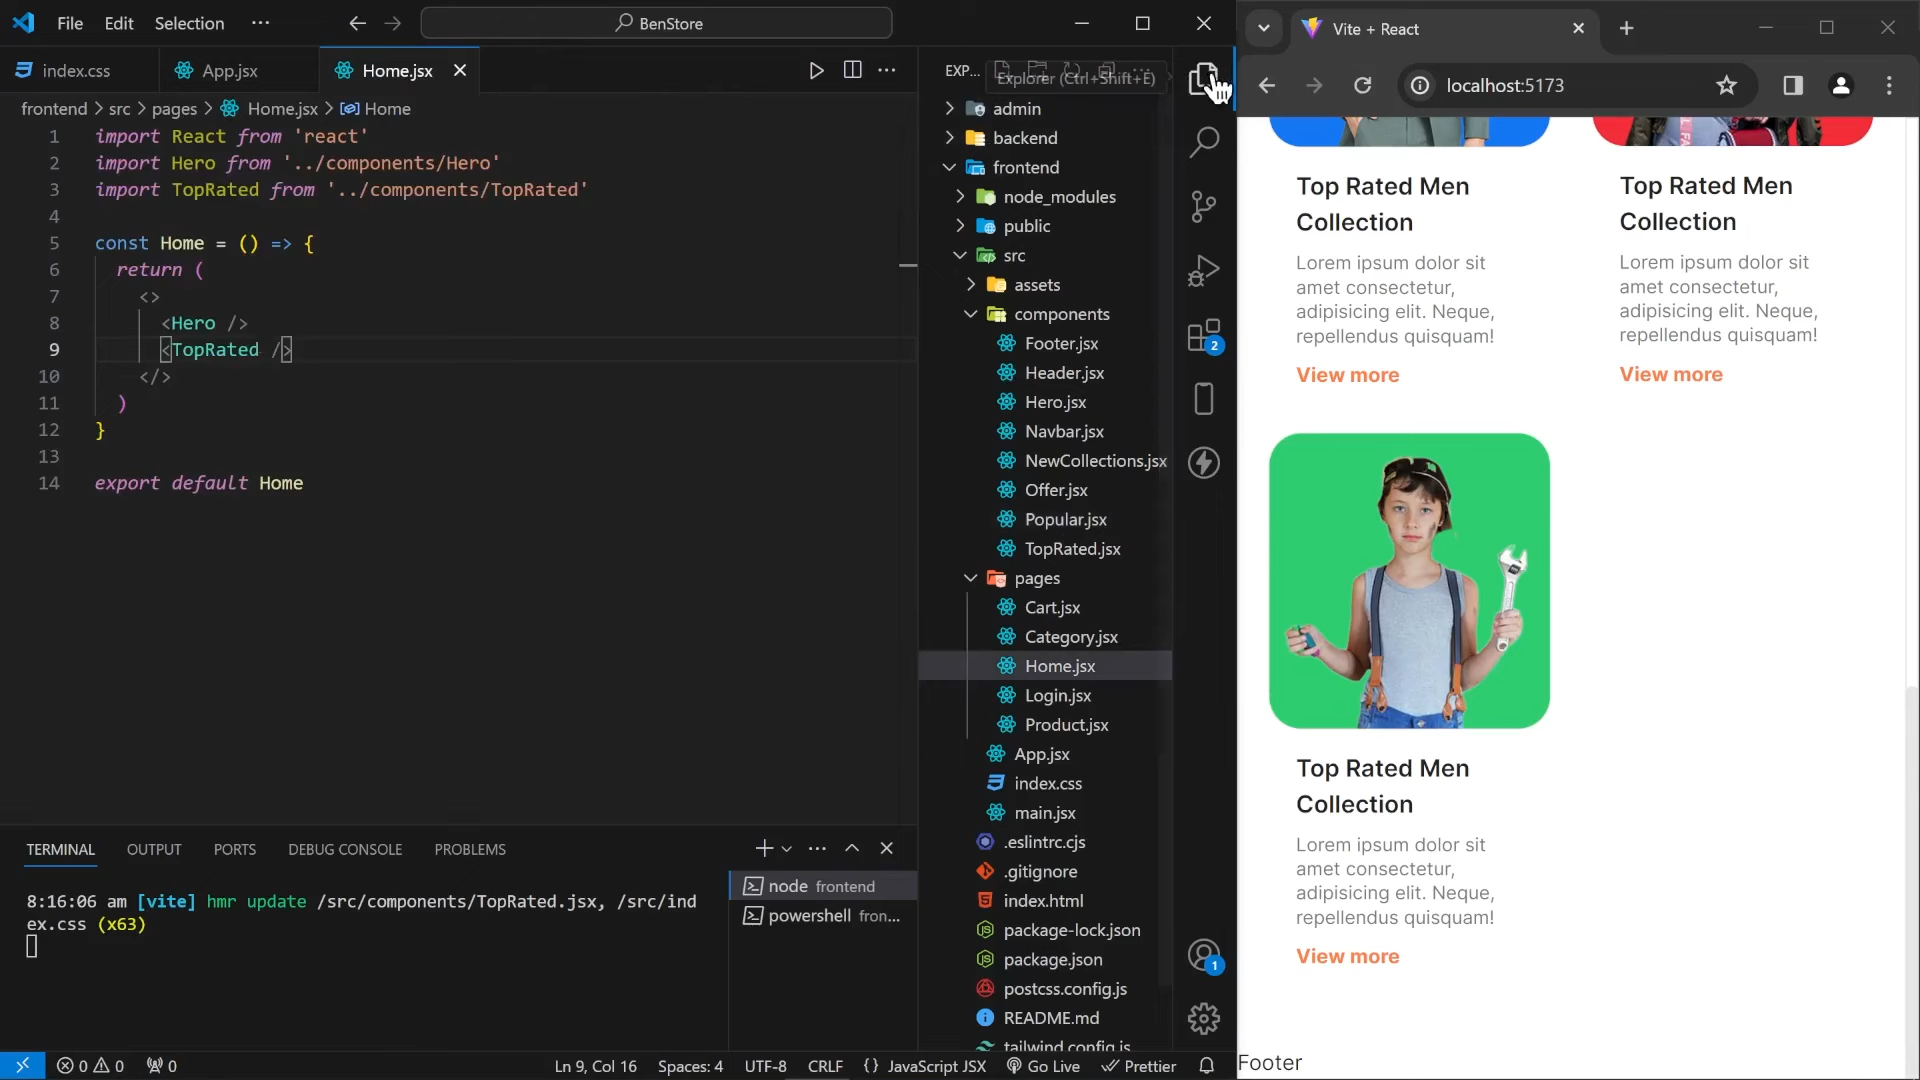 File Edit Selection ···
BenStore
index.css
App.jsx
Home.jsx
frontend > src > pages > Home.jsx > Home
1 import React from 'react'
2 import Hero from '../components/Hero'
3 import TopRated from '../components/TopRated'
4
5 const Home = () => {
6 return (
7 <>
8 <Hero />
9 <TopRated />
10 </>
11 )
12 }
13
14 export default Home
TERMINAL OUTPUT PORTS DEBUG CONSOLE PROBLEMS
8:16:06 am [vite] hmr update /src/components/TopRated.jsx, /src/ind
ex.css (x63)
node frontend
powershell fron...
EXP...
Explorer (Ctrl+Shift+E)
admin
backend
frontend
node_modules
public
src
assets
components
Footer.jsx
Header.jsx
Hero.jsx
Navbar.jsx
NewCollections.jsx
Offer.jsx
Popular.jsx
TopRated.jsx
pages
Cart.jsx
Category.jsx
Home.jsx
Login.jsx
Product.jsx
App.jsx
index.css
main.jsx
.eslintrc.cjs
.gitignore
index.html
package-lock.json
package.json
postcss.config.js
README.md
tailwind.config.js
2
1
0 0 0
Ln 9, Col 16 Spaces: 4 UTF-8 CRLF {} JavaScript JSX Go Live Prettier
Vite + React
localhost:5173
Top Rated Men
Collection
Lorem ipsum dolor sit
amet consectetur,
adipisicing elit. Neque,
repellendus quisquam!
View more
Top Rated Men
Collection
Lorem ipsum dolor sit
amet consectetur,
adipisicing elit. Neque,
repellendus quisquam!
View more
Top Rated Men
Collection
Lorem ipsum dolor sit
amet consectetur,
adipisicing elit. Neque,
repellendus quisquam!
View more
Footer